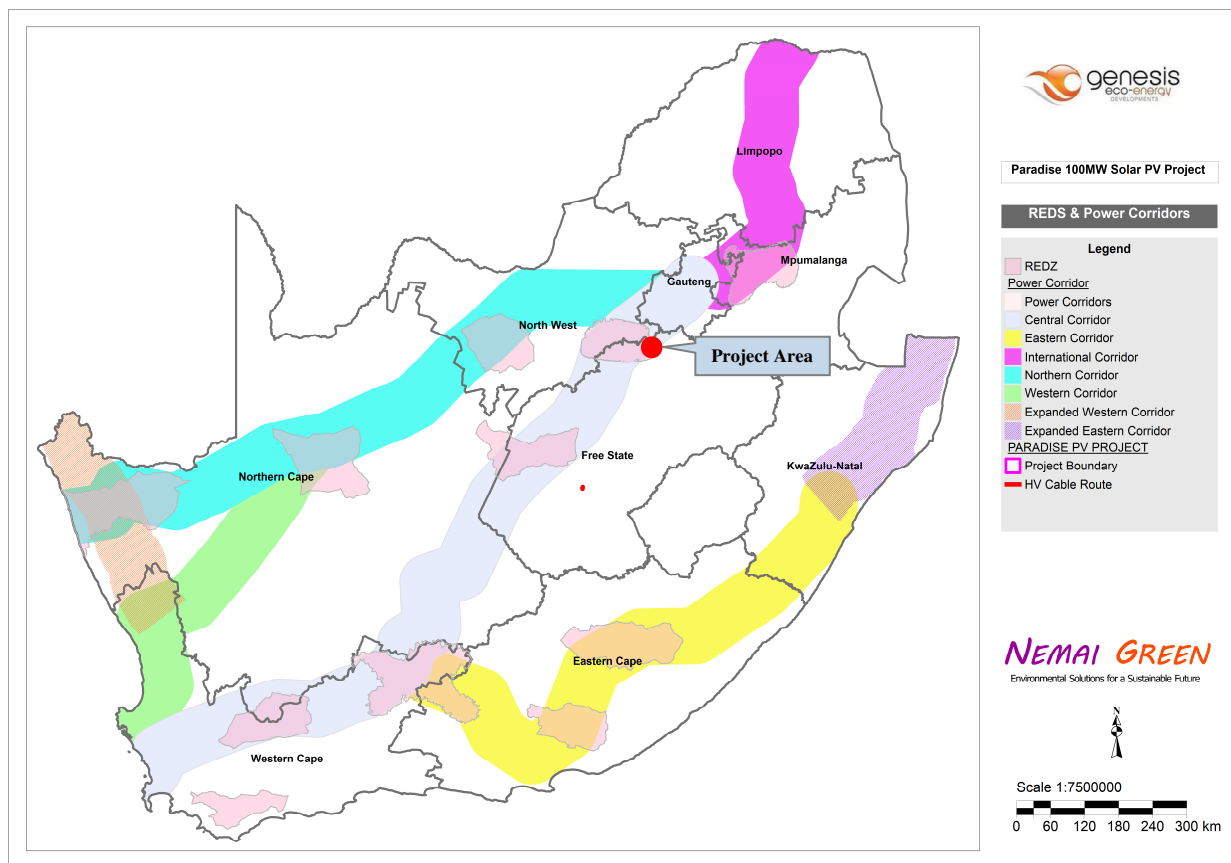 Limpopo
Mpumalanga
Gauteng
North West
Project Area
Free State
KwaZulu-Natal
Northern Cape
Eastern Cape
Western Cape
genesis
eco-energy
DEVELOPMENTS
Paradise 100MW Solar PV Project
REDS & Power Corridors
Legend
REDZ
Power Corridor
Power Corridors
Central Corridor
Eastern Corridor
International Corridor
Northern Corridor
Western Corridor
Expanded Western Corridor
Expanded Eastern Corridor
PARADISE PV PROJECT
Project Boundary
HV Cable Route
NEMAI GREEN
Environmental Solutions for a Sustainable Future
N
Scale 1:7500000
0 60 120 180 240 300 km